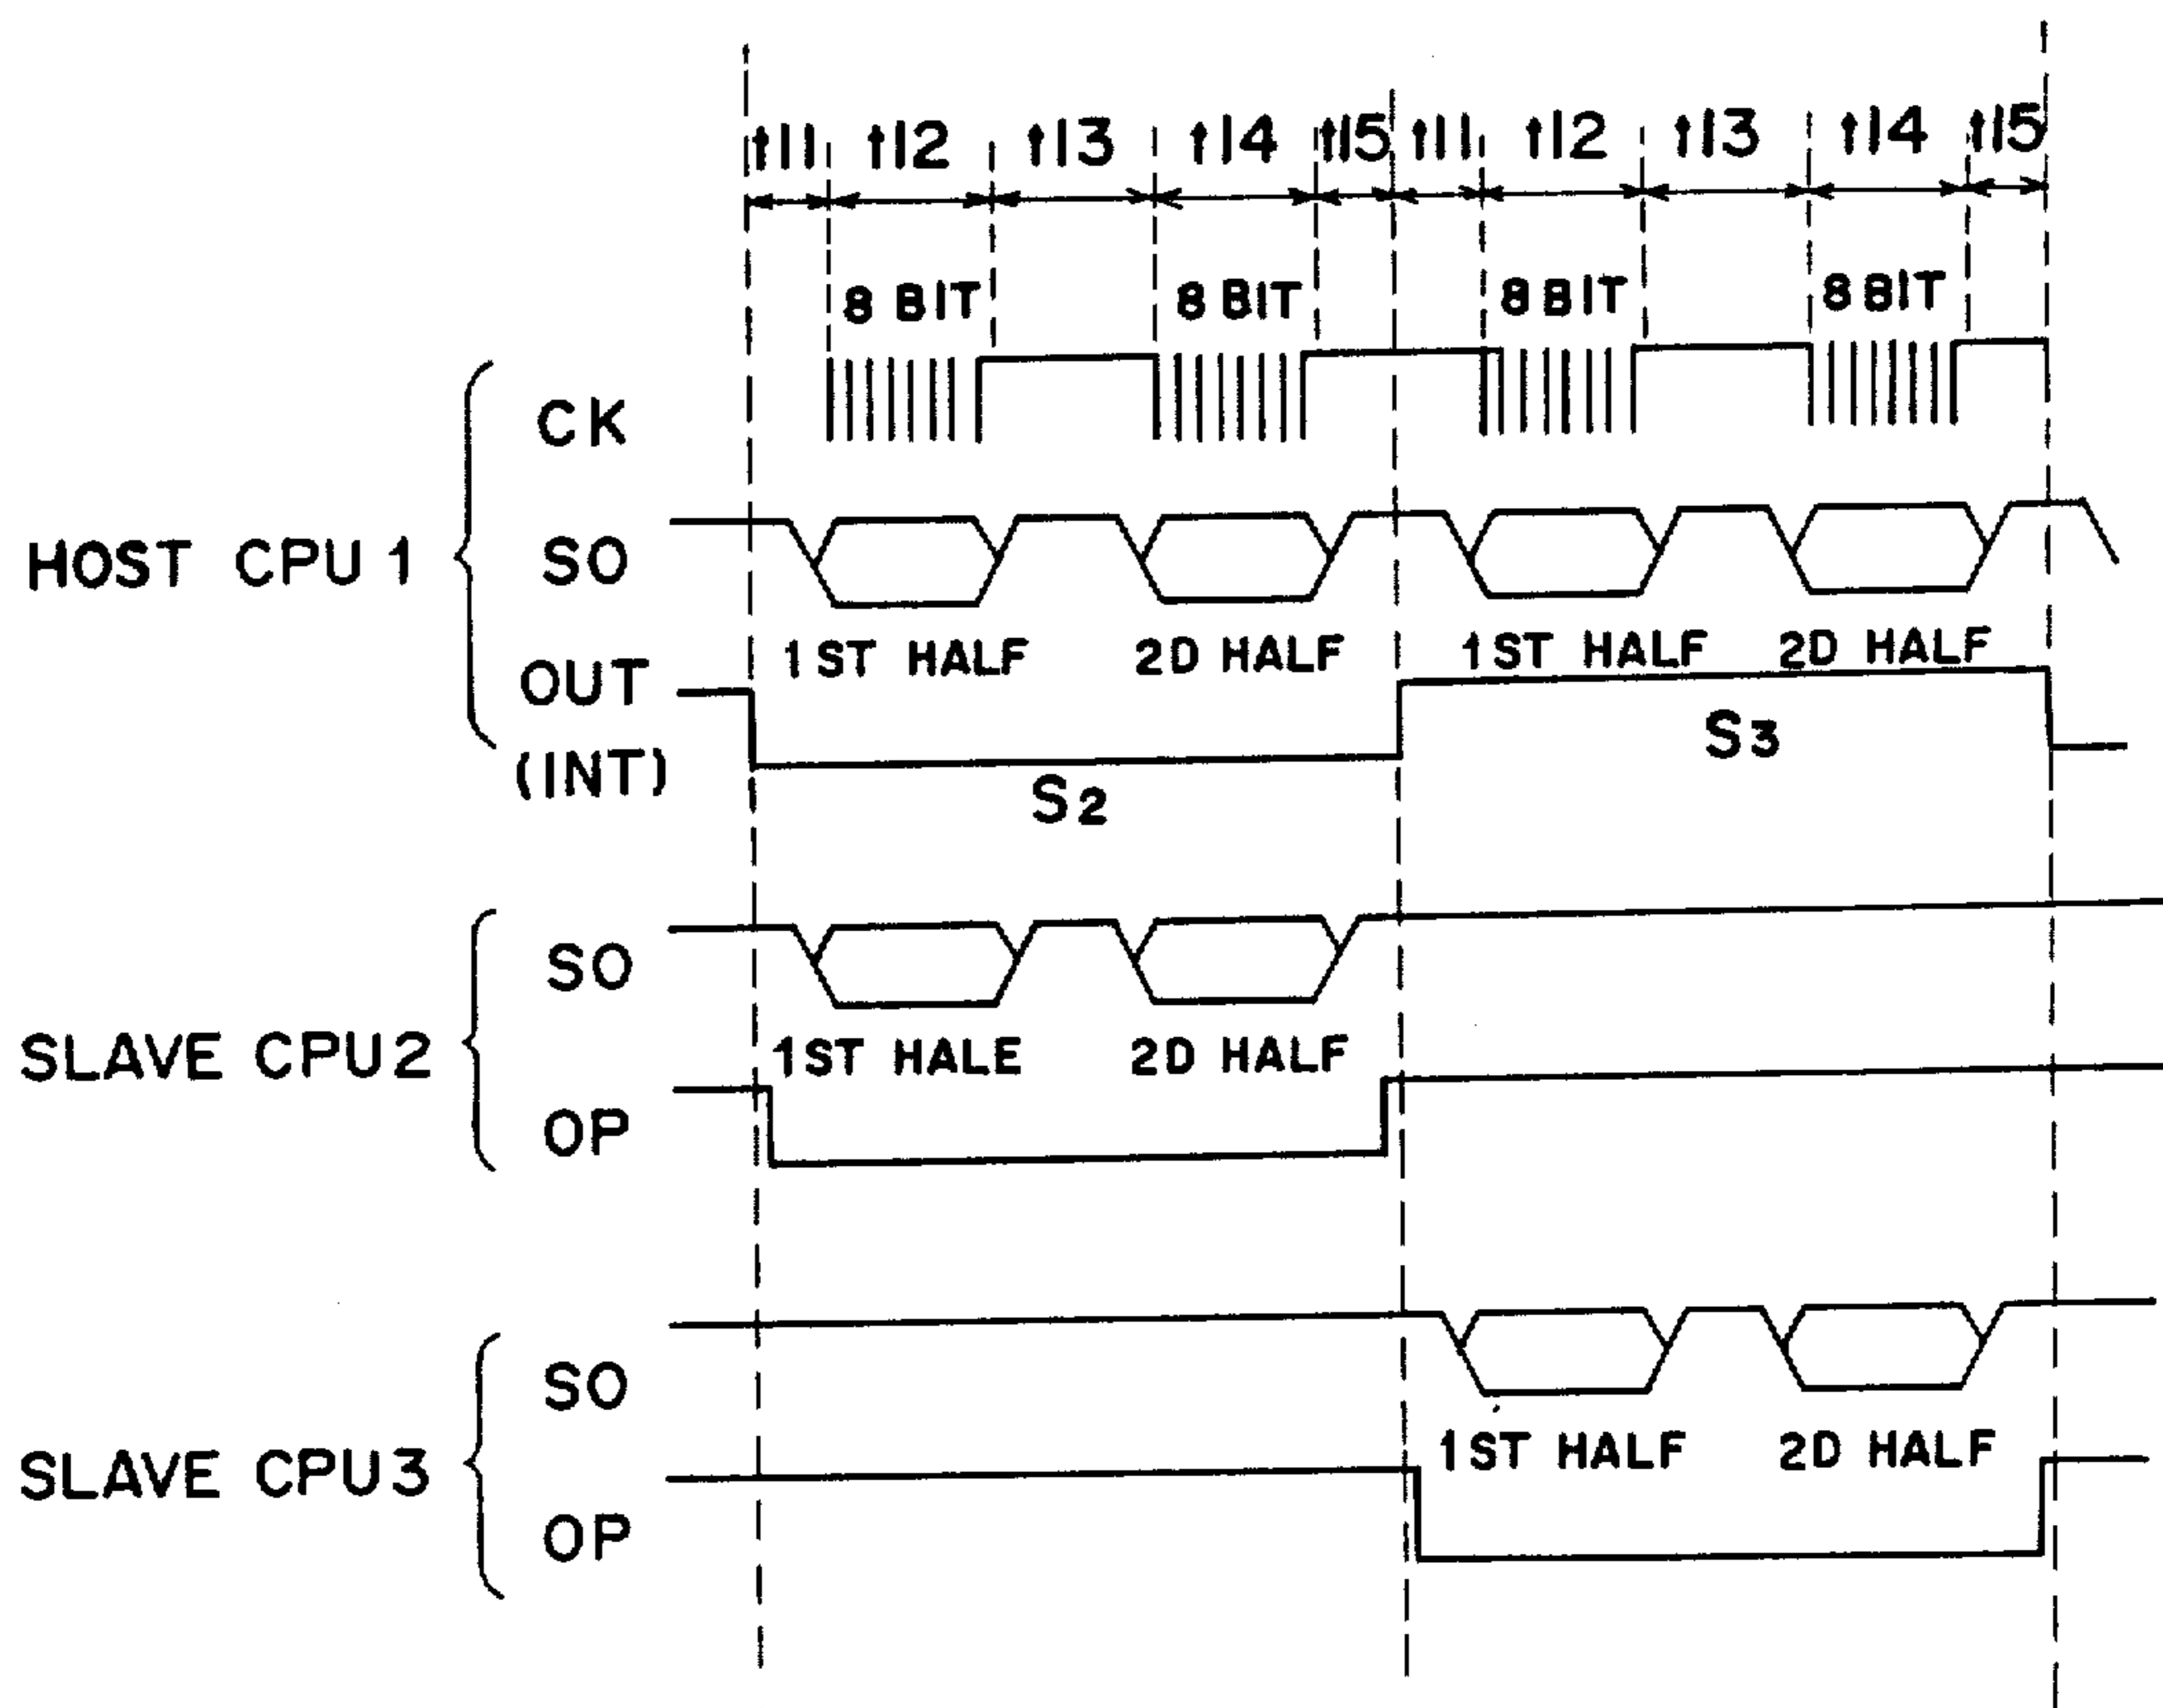 t11 t12 t13 t14 t15 t11 t12 t13 t14 t15
8 BIT 8 BIT 8 BIT 8 BIT
CK
HOST CPU 1
SO
1ST HALF 2D HALF 1ST HALF 2D HALF
OUT
(INT)
S2
S3
SLAVE CPU2
SO
1ST HALE 2D HALF
OP
SLAVE CPU3
SO
1ST HALF 2D HALF
OP